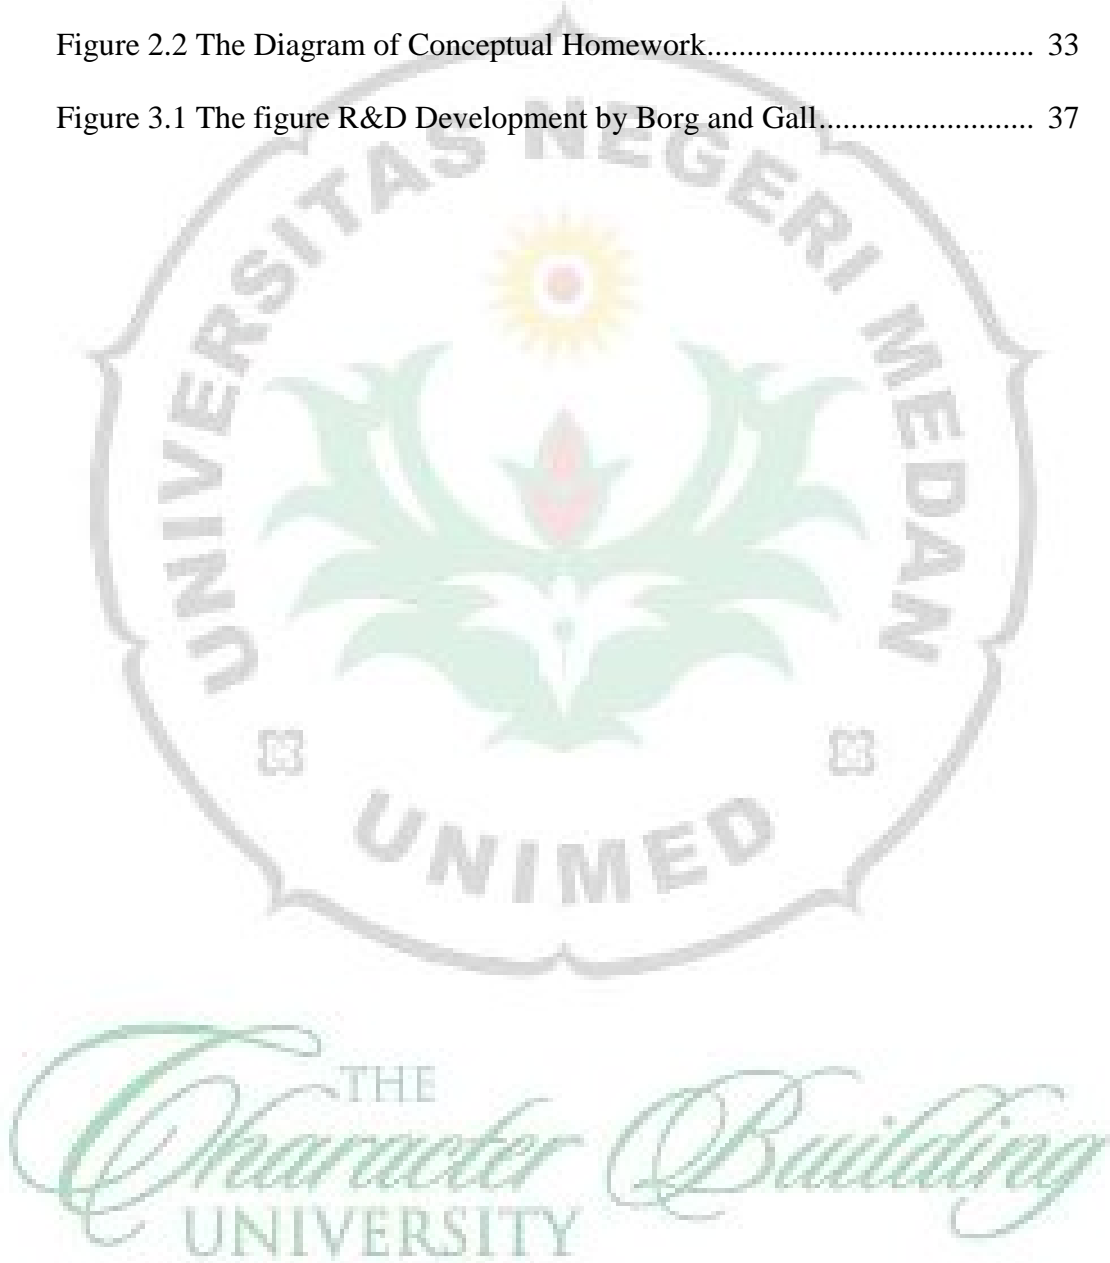 Figure 2.2 The Diagram of Conceptual Homework........................................ 33
Figure 3.1 The figure R&D Development by Borg and Gall........................... 37
UNIVERSITAS NEGERI MEDAN
UNIMED
THE
Character Building
UNIVERSITY